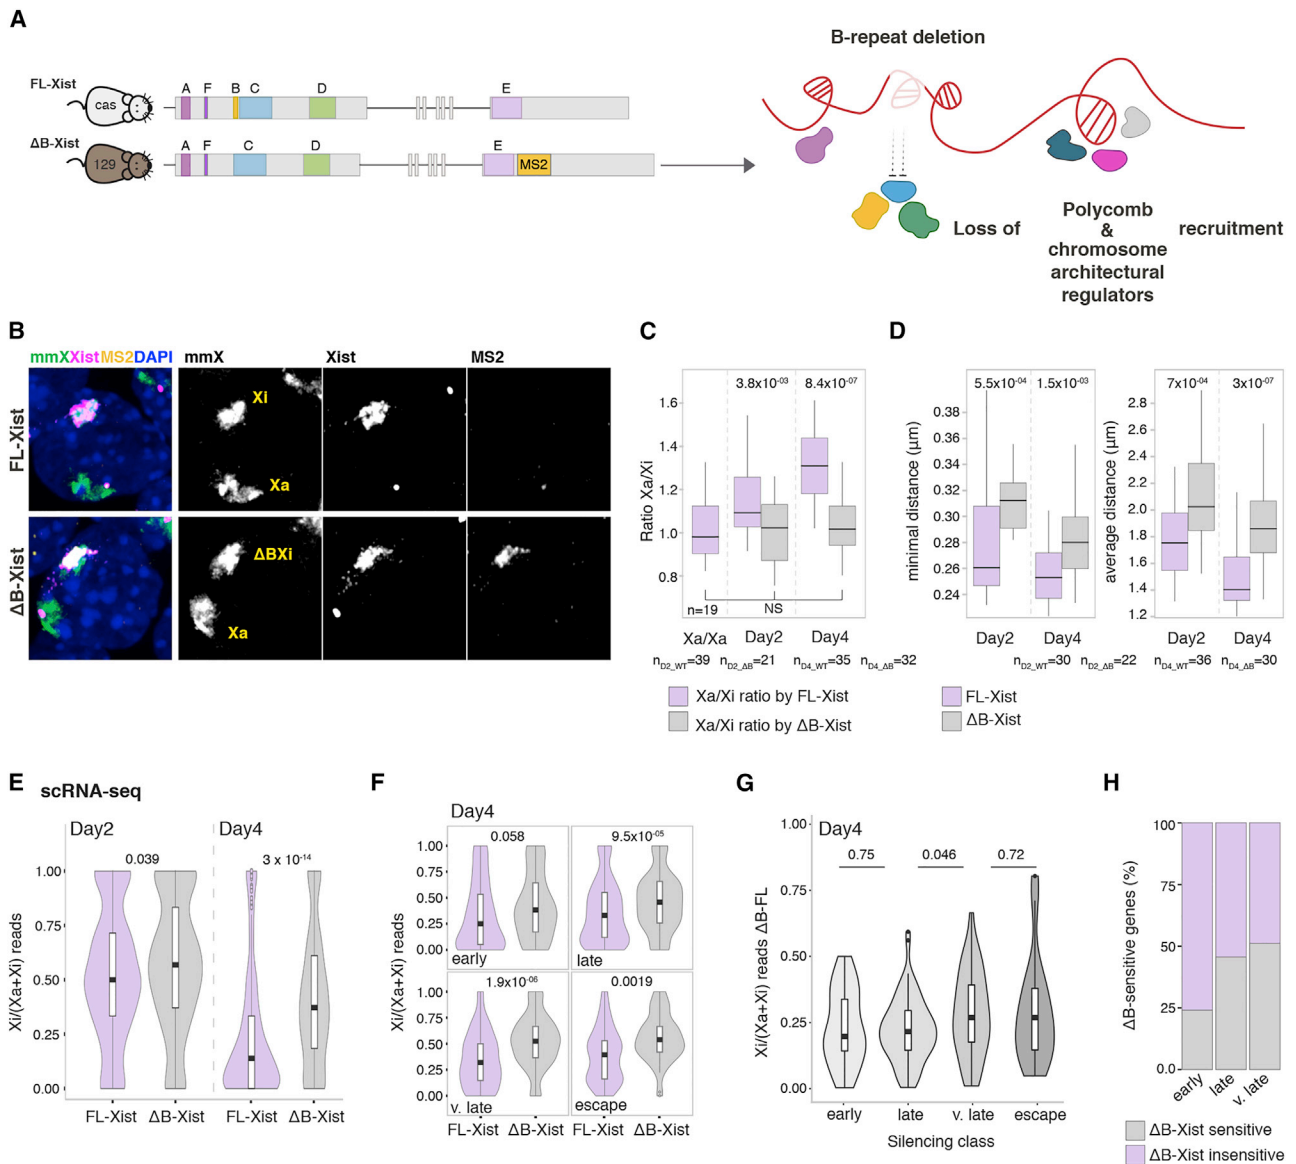 A
B-repeat deletion
FL-Xist
cas
A F B C D E
ΔB-Xist
129
A F C D E
MS2
Loss of
Polycomb
&
chromosome
architectural
regulators
recruitment
B
mmXXistMS2DAPI
mmX
Xist
MS2
FL-Xist
Xi
Xa
ΔB-Xist
ΔBXi
Xa
C
3.8x10-03
8.4x10-07
Ratio Xa/Xi
1.6
1.4
1.2
1.0
0.8
n=19
NS
Xa/Xa Day2 Day4
nD2_WT=39 nD2_ΔB=21 nD4_WT=35 nD4_ΔB=32
Xa/Xi ratio by FL-Xist
Xa/Xi ratio by ΔB-Xist
D
5.5x10-04
1.5x10-03
minimal distance (μm)
0.38
0.36
0.34
0.32
0.30
0.28
0.26
0.24
Day2 Day4
7x10-04
3x10-07
average distance (μm)
2.8
2.6
2.4
2.2
2.0
1.8
1.6
1.4
1.2
Day2 Day4
nD2_WT=30 nD2_ΔB=22 nD4_WT=36 nD4_ΔB=30
FL-Xist
ΔB-Xist
E
scRNA-seq
Day2
Day4
0.039
3 x 10-14
Xi/(Xa+Xi) reads
1.00
0.75
0.50
0.25
0.00
FL-Xist ΔB-Xist FL-Xist ΔB-Xist
F
Day4
Xi/(Xa+Xi) reads
0.058
9.5x10-05
1.00
0.75
0.50
0.25
0.00
early
late
1.9x10-06
0.0019
1.00
0.75
0.50
0.25
0.00
v. late
escape
FL-Xist ΔB-Xist FL-Xist ΔB-Xist
G
Day4
Xi/(Xa+Xi) reads ΔB-FL
1.00
0.75
0.50
0.25
0.00
0.75
0.046
0.72
early late v. late escape
Silencing class
H
ΔB-sensitive genes (%)
100
75
50
25
0.0
early late v. late
ΔB-Xist sensitive
ΔB-Xist insensitive